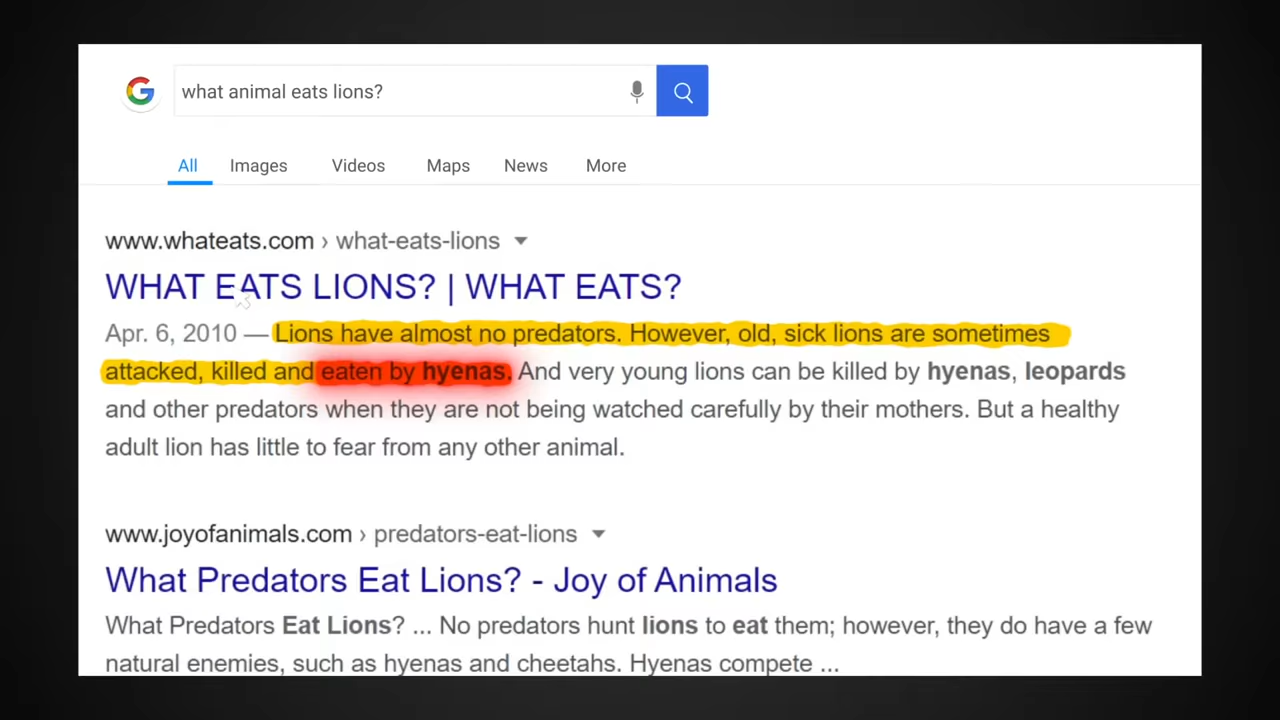 what animal eats lions?
All Images Videos Maps News More
www.whateats.com › what-eats-lions
WHAT EATS LIONS? | WHAT EATS?
Apr. 6, 2010 — Lions have almost no predators. However, old, sick lions are sometimes
attacked, killed and eaten by hyenas. And very young lions can be killed by hyenas, leopards
and other predators when they are not being watched carefully by their mothers. But a healthy
adult lion has little to fear from any other animal.
www.joyofanimals.com › predators-eat-lions
What Predators Eat Lions? - Joy of Animals
What Predators Eat Lions? ... No predators hunt lions to eat them; however, they do have a few
natural enemies, such as hyenas and cheetahs. Hyenas compete ...